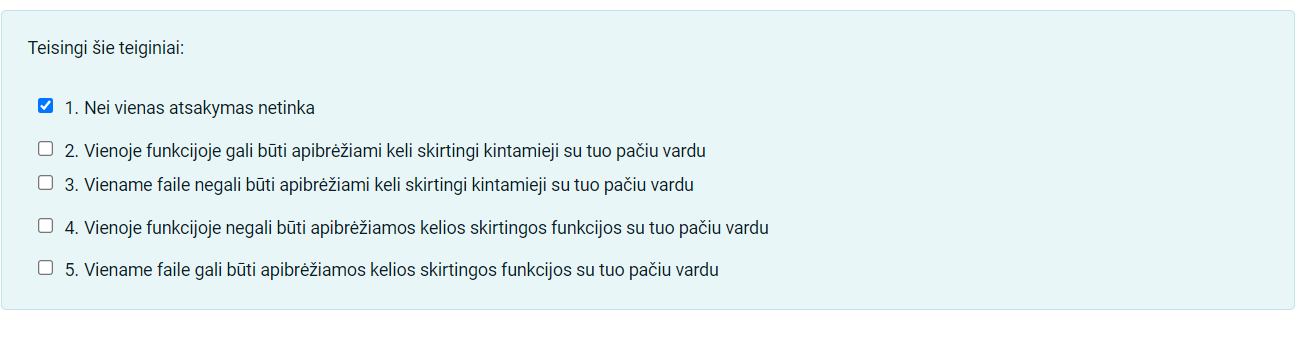 Teisingi šie teiginiai:
1. Nei vienas atsakymas netinka
2. Vienoje funkcijoje gali būti apibrėžiami keli skirtingi kintamieji su tuo pačiu vardu
3. Viename faile negali būti apibrėžiami keli skirtingi kintamieji su tuo pačiu vardu
4. Vienoje funkcijoje negali būti apibrėžiamos kelios skirtingos funkcijos su tuo pačiu vardu
5. Viename faile gali būti apibrėžiamos kelios skirtingos funkcijos su tuo pačiu vardu